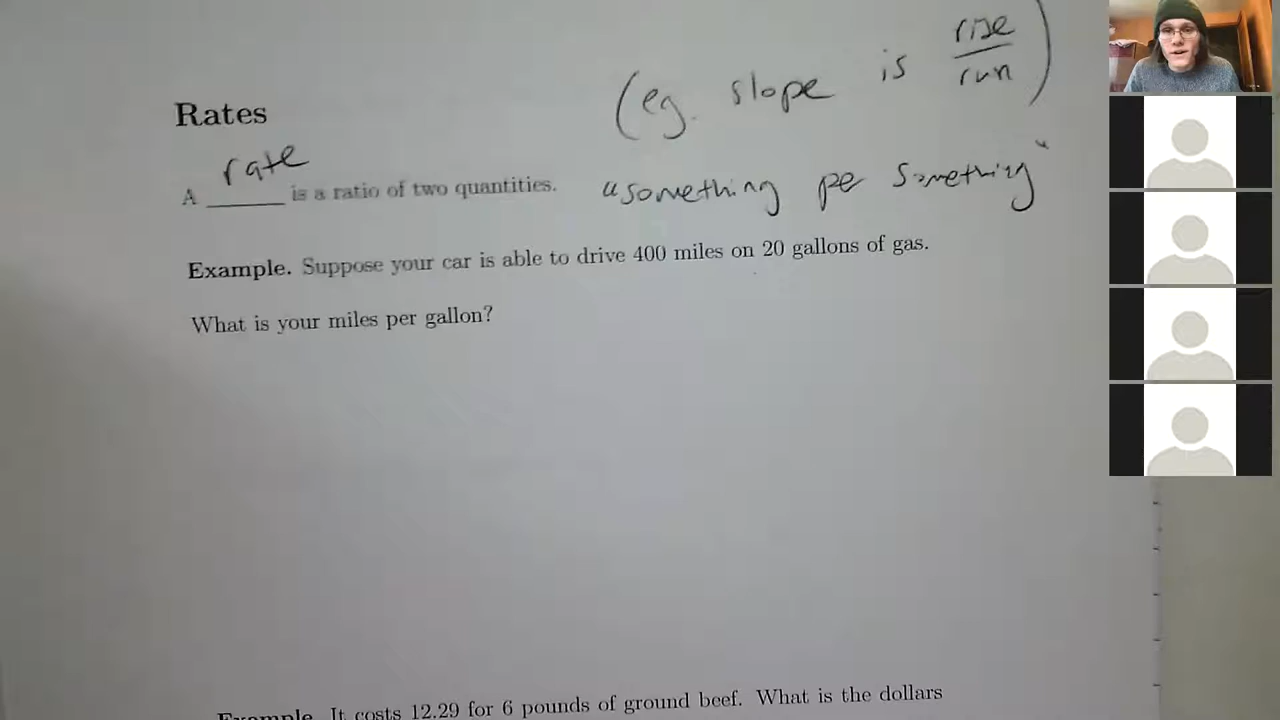 (eg. slope is rise/run)
Rates
A rate is a ratio of two quantities. "something per something"
Example. Suppose your car is able to drive 400 miles on 20 gallons of gas.
What is your miles per gallon?
Example. It costs 12.29 for 6 pounds of ground beef. What is the dollars